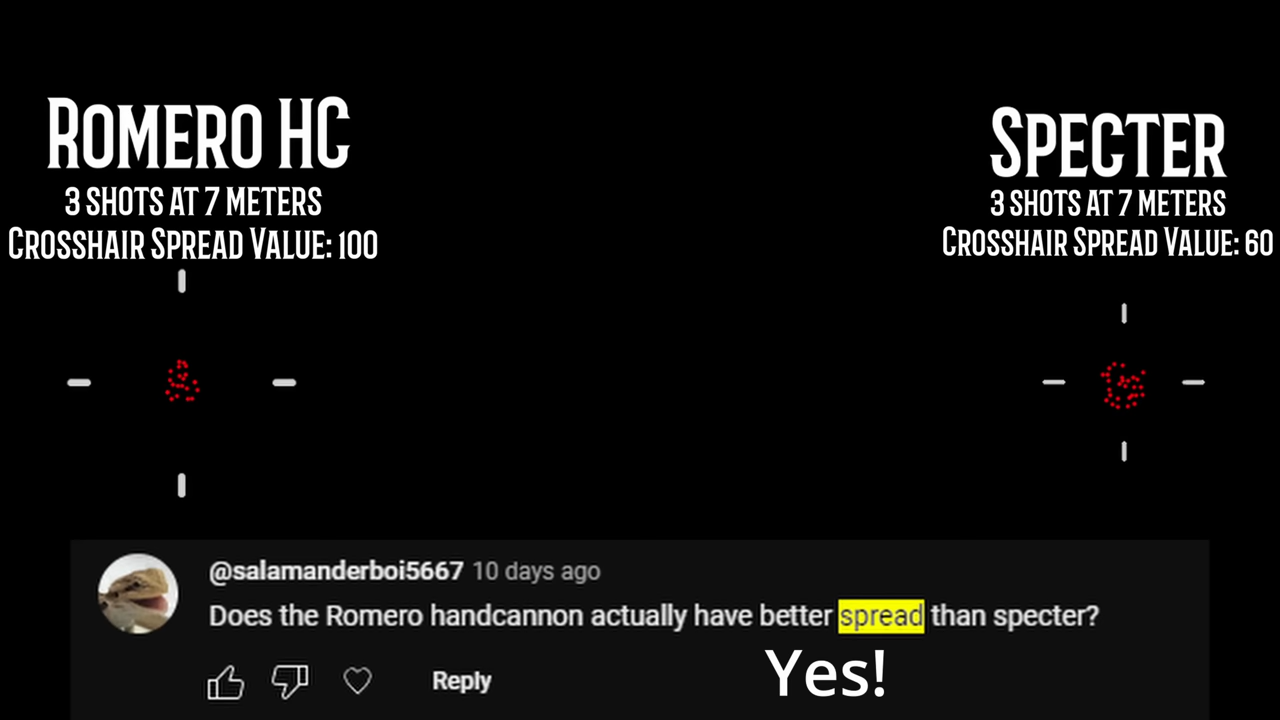 Romero HC
3 shots at 7 meters
Crosshair Spread Value: 100
Specter
3 shots at 7 meters
Crosshair Spread Value: 60
@salamanderboi5667 10 days ago
Does the Romero handcannon actually have better spread than specter?
Reply
Yes!